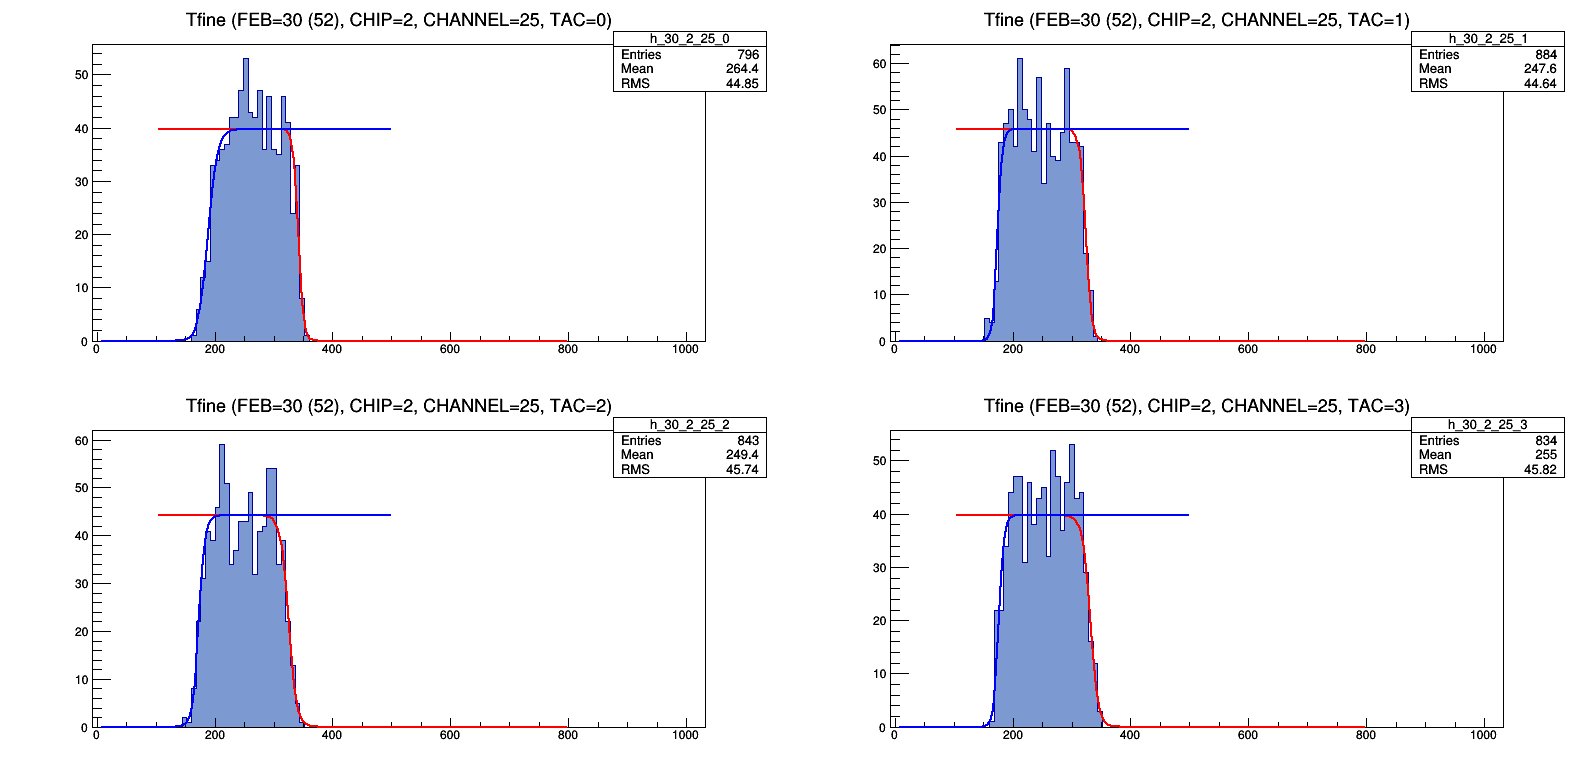 Tfine (FEB=30 (52), CHIP=2, CHANNEL=25, TAC=0)
h_30_2_25_0
Entries 796
Mean 264.4
RMS 44.85
50
40
30
20
10
0
0 200 400 600 800 1000
Tfine (FEB=30 (52), CHIP=2, CHANNEL=25, TAC=1)
h_30_2_25_1
Entries 884
Mean 247.6
RMS 44.64
60
50
40
30
20
10
0
0 200 400 600 800 1000
Tfine (FEB=30 (52), CHIP=2, CHANNEL=25, TAC=2)
h_30_2_25_2
Entries 843
Mean 249.4
RMS 45.74
60
50
40
30
20
10
0
0 200 400 600 800 1000
Tfine (FEB=30 (52), CHIP=2, CHANNEL=25, TAC=3)
h_30_2_25_3
Entries 834
Mean 255
RMS 45.82
50
40
30
20
10
0
0 200 400 600 800 1000